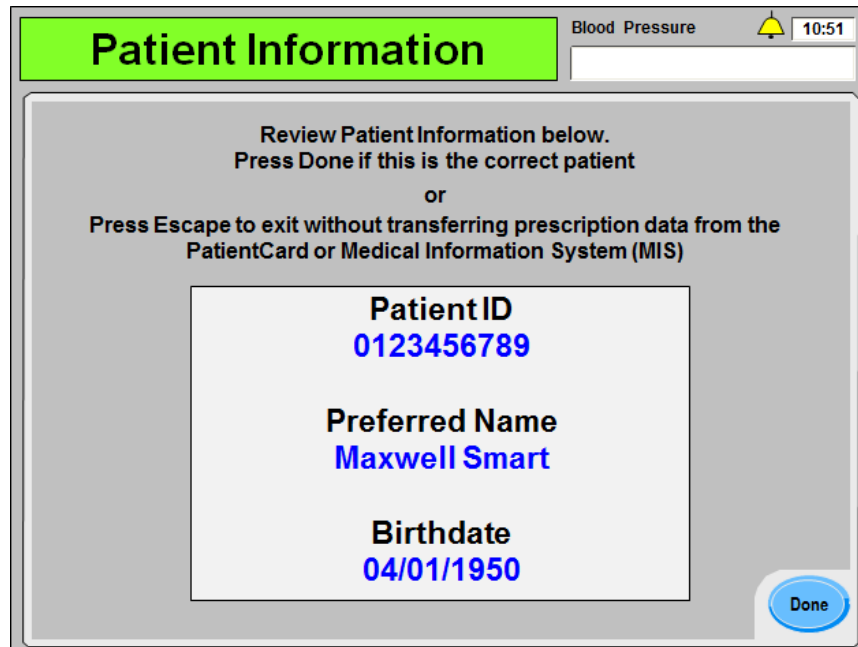 Patient Information
Blood Pressure
10:51
Review Patient Information below.
Press Done if this is the correct patient
or
Press Escape to exit without transferring prescription data from the
PatientCard or Medical Information System (MIS)
Patient ID
0123456789
Preferred Name
Maxwell Smart
Birthdate
04/01/1950
Done